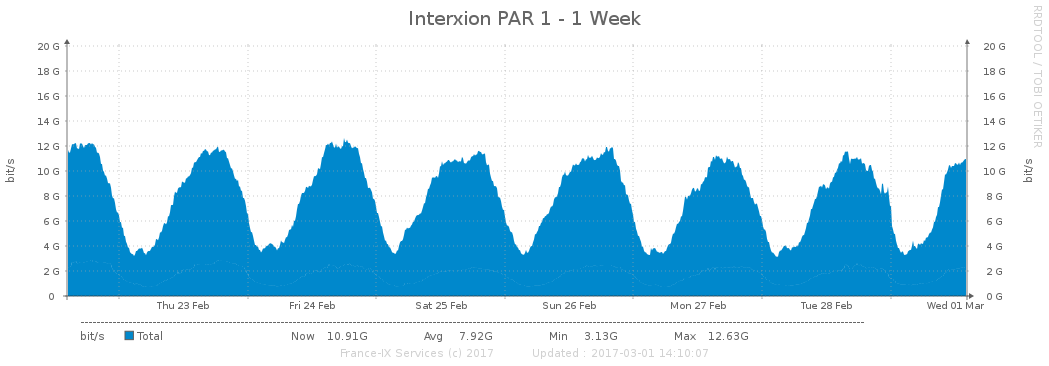 Interxion PAR 1 - 1 Week
RRDTOOL / TOBI OETIKER
20 G 20 G
18 G 18 G
16 G 16 G
14 G 14 G
12 G 12 G
10 G 10 G
8 G 8 G
6 G 6 G
4 G 4 G
2 G 2 G
0 0 G
bit/s
bit/s
Thu 23 Feb Fri 24 Feb Sat 25 Feb Sun 26 Feb Mon 27 Feb Tue 28 Feb Wed 01 Mar
bit/s Total Now 10.91G Avg 7.92G Min 3.13G Max 12.63G
France-IX Services (c) 2017 Updated : 2017-03-01 14:10:07